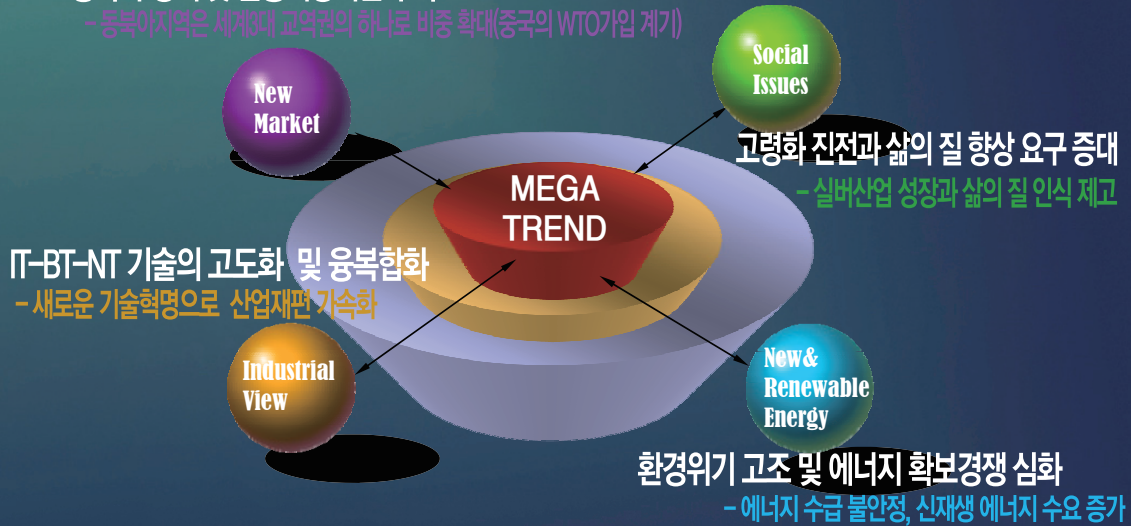 – 동북아지역은 세계3대 교역권의 하나로 비중 확대(중국의 WTO가입 계기)
New
Market
Social
Issues
고령화 진전과 삶의 질 향상 요구 증대
– 실버산업 성장과 삶의 질 인식 제고
MEGA
TREND
IT-BT-NT 기술의 고도화 및 융복합화
– 새로운 기술혁명으로 산업재편 가속화
Industrial
View
New&
Renewable
Energy
환경위기 고조 및 에너지 확보경쟁 심화
– 에너지 수급 불안정, 신재생 에너지 수요 증가